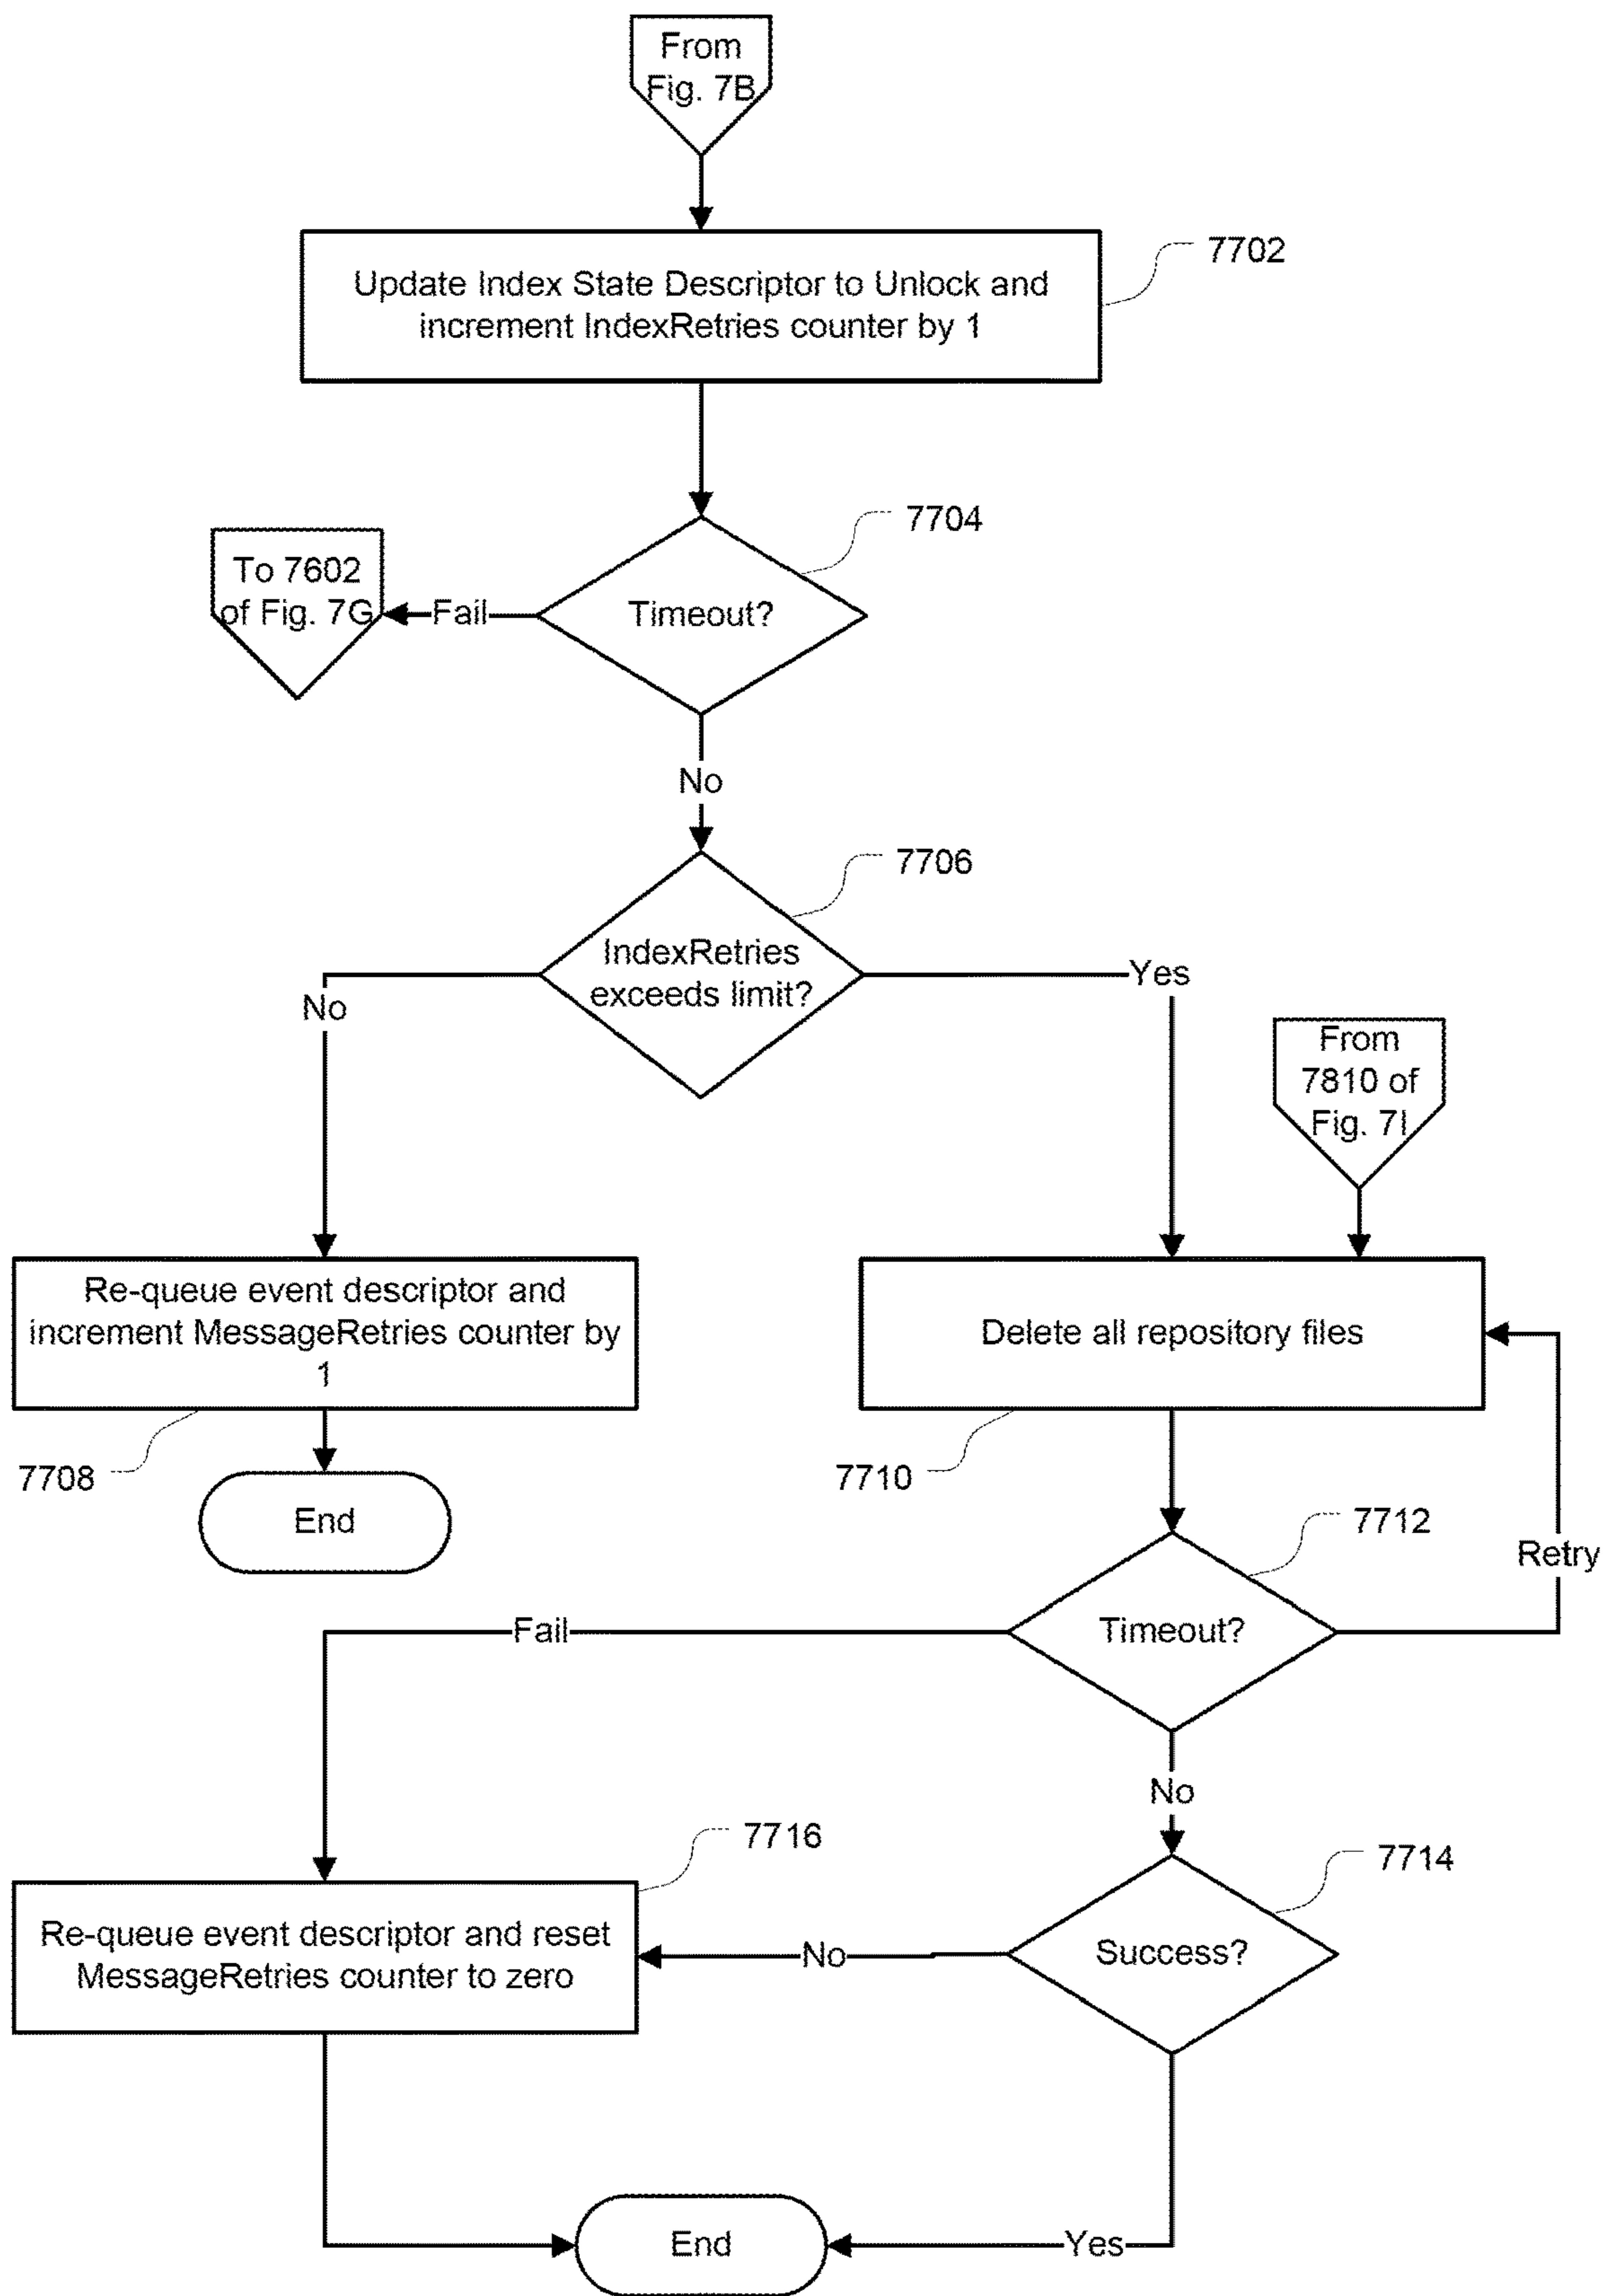 From
Fig. 7B
7702
Update Index State Descriptor to Unlock and
increment IndexRetries counter by 1
7704
To 7602
of Fig. 7G
Fail
Timeout?
No
7706
IndexRetries
exceeds limit?
Yes
No
From
7810 of
Fig. 7I
Re-queue event descriptor and
increment MessageRetries counter by
1
Delete all repository files
7708
7710
End
7712
Retry
Fail
Timeout?
No
7716
7714
Re-queue event descriptor and reset
MessageRetries counter to zero
No
Success?
End
Yes